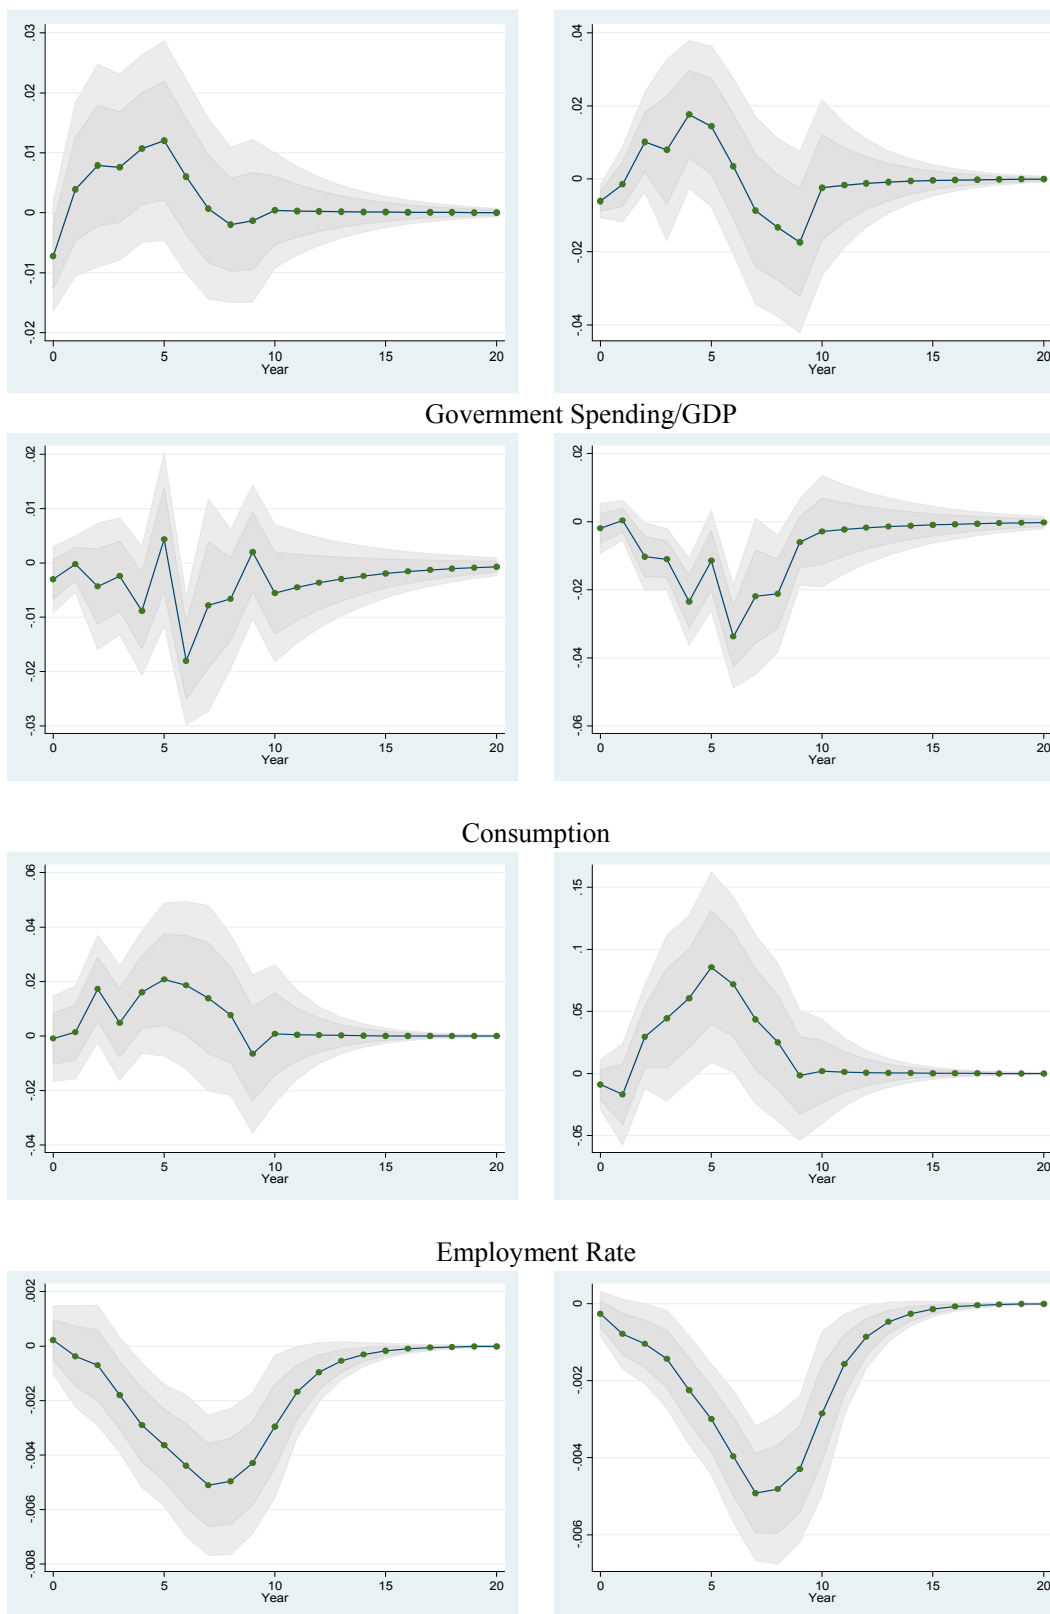 .03
.02
.01
0
-.01
-.02
0 5 10 15 20
Year
.04
.02
0
-.02
-.04
0 5 10 15 20
Year
Government Spending/GDP
.02
.01
0
-.01
-.02
-.03
0 5 10 15 20
Year
.02
0
-.02
-.04
-.06
0 5 10 15 20
Year
Consumption
.06
.04
.02
0
-.02
-.04
0 5 10 15 20
Year
.15
.1
.05
0
-.05
0 5 10 15 20
Year
Employment Rate
.002
0
-.002
-.004
-.006
-.008
0 5 10 15 20
Year
0
-.002
-.004
-.006
0 5 10 15 20
Year